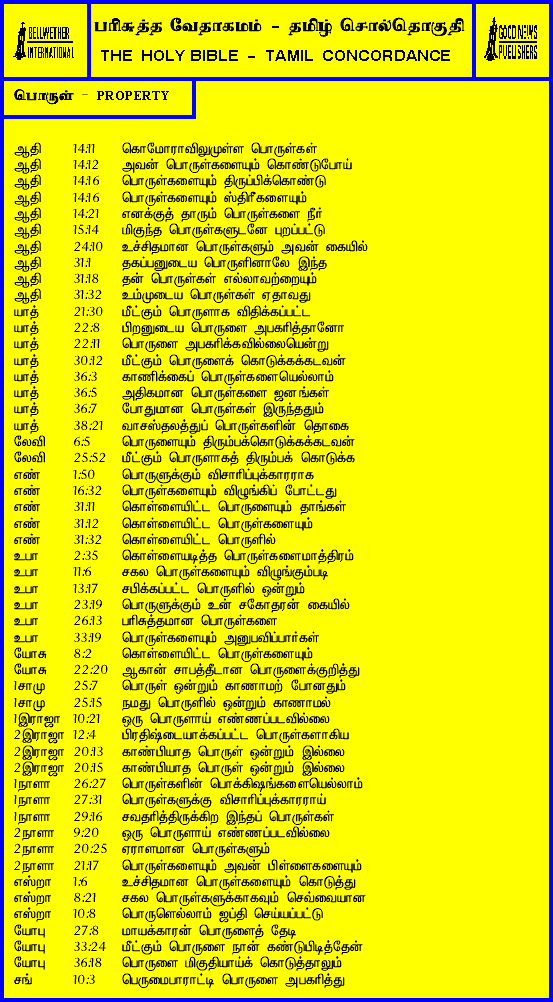 BELLWETHER
INTERNATIONAL
பரிசுத்த வேதாகமம் - தமிழ் சொல்தொகுதி
THE HOLY BIBLE - TAMIL CONCORDANCE
GOOD NEWS
PUBLISHERS
பொருள் - PROPERTY
ஆதி 14:11 கொமோராவிலுமுள்ள பொருள்கள்
ஆதி 14:12 அவன் பொருள்களையும் கொண்டுபோய்
ஆதி 14:16 பொருள்களையும் திருப்பிக்கொண்டு
ஆதி 14:16 பொருள்களையும் ஸ்திரீகளையும்
ஆதி 14:21 எனக்குத் தாரும் பொருள்களை நீர்
ஆதி 15:14 மிகுந்த பொருள்களுடனே புறப்பட்டு
ஆதி 24:10 உச்சிதமான பொருள்களும் அவன் கையில்
ஆதி 31:1 தகப்பனுடைய பொருளினாலே இந்த
ஆதி 31:18 தன் பொருள்கள் எல்லாவற்றையும்
ஆதி 31:32 உம்முடைய பொருள்கள் ஏதாவது
யாத் 21:30 மீட்கும் பொருளாக விதிக்கப்பட்ட
யாத் 22:8 பிறனுடைய பொருளை அபகரித்தானோ
யாத் 22:11 பொருளை அபகரிக்கவில்லையென்று
யாத் 30:12 மீட்கும் பொருளைக் கொடுக்கக்கடவன்
யாத் 36:3 காணிக்கைப் பொருள்களையெல்லாம்
யாத் 36:5 அதிகமான பொருள்களை ஜனங்கள்
யாத் 36:7 போதுமான பொருள்கள் இருந்ததும்
யாத் 38:21 வாசஸ்தலத்துப் பொருள்களின் தொகை
லேவி 6:5 பொருளையும் திரும்பக்கொடுக்கக்கடவன்
லேவி 25:52 மீட்கும் பொருளாகத் திரும்பக் கொடுக்க
எண் 1:50 பொருளுக்கும் விசாரிப்புக்காரராக
எண் 16:32 பொருள்களையும் விழுங்கிப் போட்டது
எண் 31:11 கொள்ளையிட்ட பொருளையும் தாங்கள்
எண் 31:12 கொள்ளையிட்ட பொருள்களையும்
எண் 31:32 கொள்ளையிட்ட பொருளில்
உபா 2:35 கொள்ளையடித்த பொருள்களைமாத்திரம்
உபா 11:6 சகல பொருள்களையும் விழுங்கும்படி
உபா 13:17 சபிக்கப்பட்ட பொருளில் ஒன்றும்
உபா 23:19 பொருளுக்கும் உன் சகோதரன் கையில்
உபா 26:13 பரிசுத்தமான பொருள்களை
உபா 33:19 பொருள்களையும் அனுபவிப்பார்கள்
யோசு 8:2 கொள்ளையிட்ட பொருள்களையும்
யோசு 22:20 ஆகான் சாபத்தீடான பொருளைக்குறித்து
1சாமு 25:7 பொருள் ஒன்றும் காணாமற் போனதும்
1சாமு 25:15 நமது பொருளில் ஒன்றும் காணாமல்
1இராஜா 10:21 ஒரு பொருளாய் எண்ணப்படவில்லை
2இராஜா 12:4 பிரதிஷ்டையாக்கப்பட்ட பொருள்களாகிய
2இராஜா 20:13 காண்பியாத பொருள் ஒன்றும் இல்லை
2இராஜா 20:15 காண்பியாத பொருள் ஒன்றும் இல்லை
1நாளா 26:27 பொருள்களின் பொக்கிஷங்களையெல்லாம்
1நாளா 27:31 பொருள்களுக்கு விசாரிப்புக்காரராய்
1நாளா 29:16 சவதரித்திருக்கிற இந்தப் பொருள்கள்
2நாளா 9:20 ஒரு பொருளாய் எண்ணப்படவில்லை
2நாளா 20:25 ஏராளமான பொருள்களும்
2நாளா 21:17 பொருள்களையும் அவன் பிள்ளைகளையும்
எஸ்றா 1:6 உச்சிதமான பொருள்களையும் கொடுத்து
எஸ்றா 8:21 சகல பொருள்களுக்காகவும் செவ்வையான
எஸ்றா 10:8 பொருளெல்லாம் ஜப்தி செய்யப்பட்டு
யோபு 27:8 மாயக்காரன் பொருளைத் தேடி
யோபு 33:24 மீட்கும் பொருளை நான் கண்டுபிடித்தேன்
யோபு 36:18 பொருளை மிகுதியாய்க் கொடுத்தாலும்
சங் 10:3 பெருமைபாராட்டி பொருளை அபகரித்து